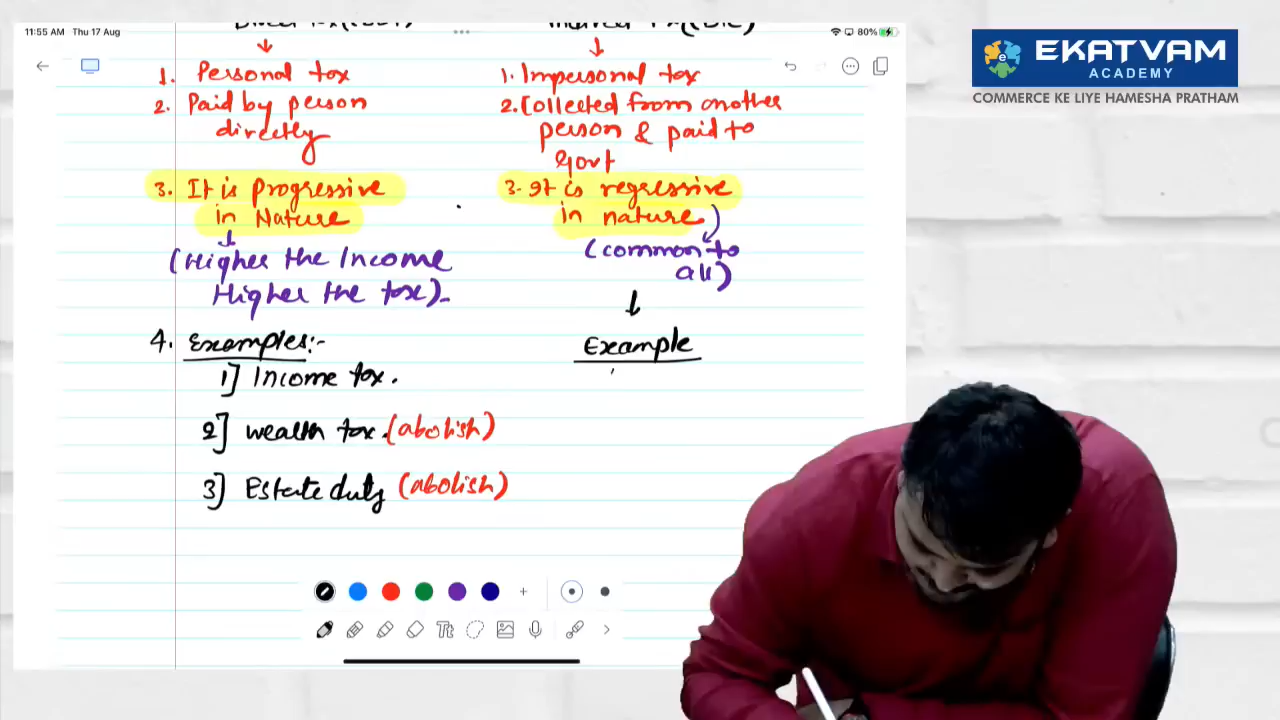 11:55 AM Thu 17 Aug
80%
EKATVAM
ACADEMY
COMMERCE KE LIYE HAMESHA PRATHAM
1. Personal tax
2. Paid by person
directly
3. It is Progressive
in Nature
(Higher the Income
Higher the tax).
4. Examples:-
1] Income tax.
2] wealth tax. (abolish)
3] Estate duty (abolish)
1. Impersonal tax
2. Collected from another
person & paid to
Govt
3. It is regressive
in nature
(common to
all)
Example
Tt